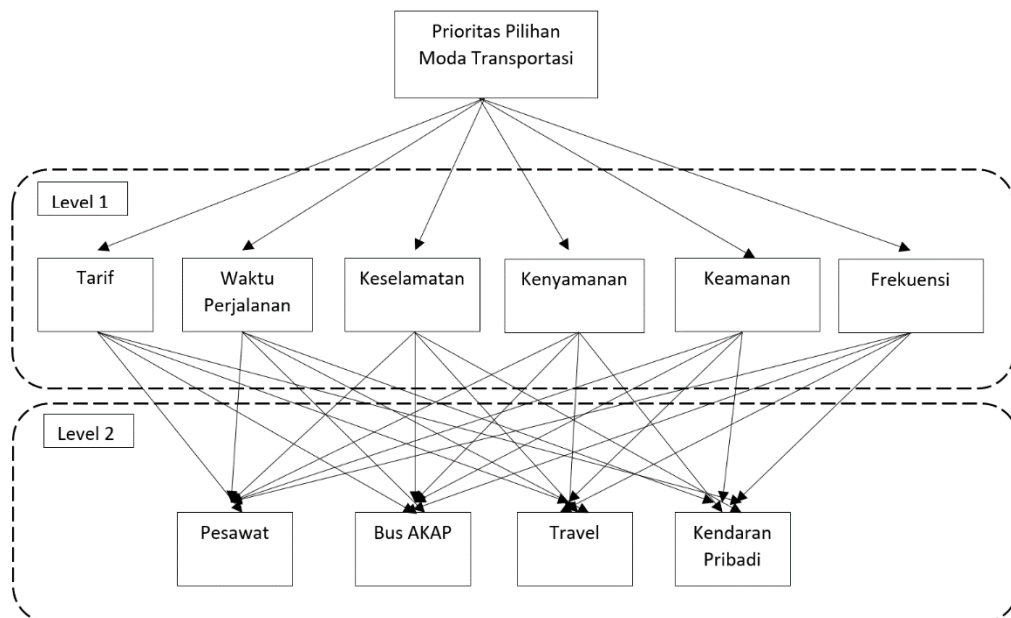 Prioritas Pilihan
Moda Transportasi
Level 1
Tarif
Waktu
Perjalanan
Keselamatan
Kenyamanan
Keamanan
Frekuensi
Level 2
Pesawat
Bus AKAP
Travel
Kendaran
Pribadi